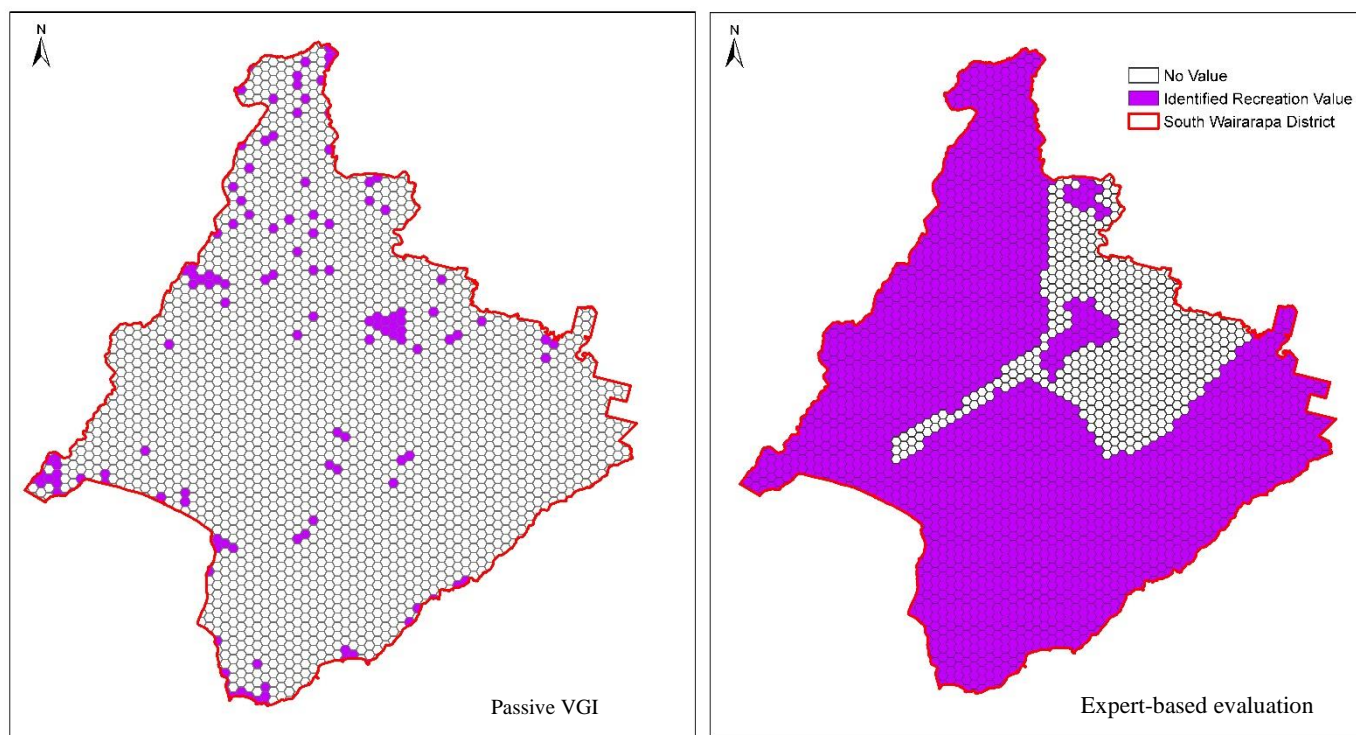 N
Passive VGI
N
No Value
Identified Recreation Value
South Wairarapa District
Expert-based evaluation